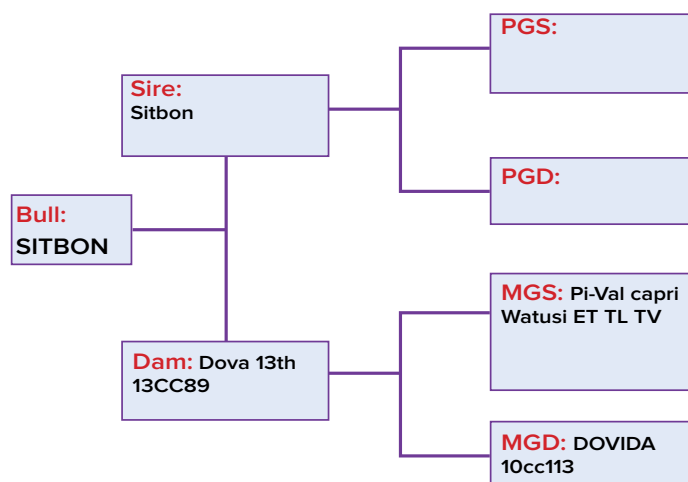 PGS:
Sire:
Sitbon
PGD:
Bull:
SITBON
MGS: Pi-Val capri
Watusi ET TL TV
Dam: Dova 13th
13CC89
MGD: DOVIDA
10cc113